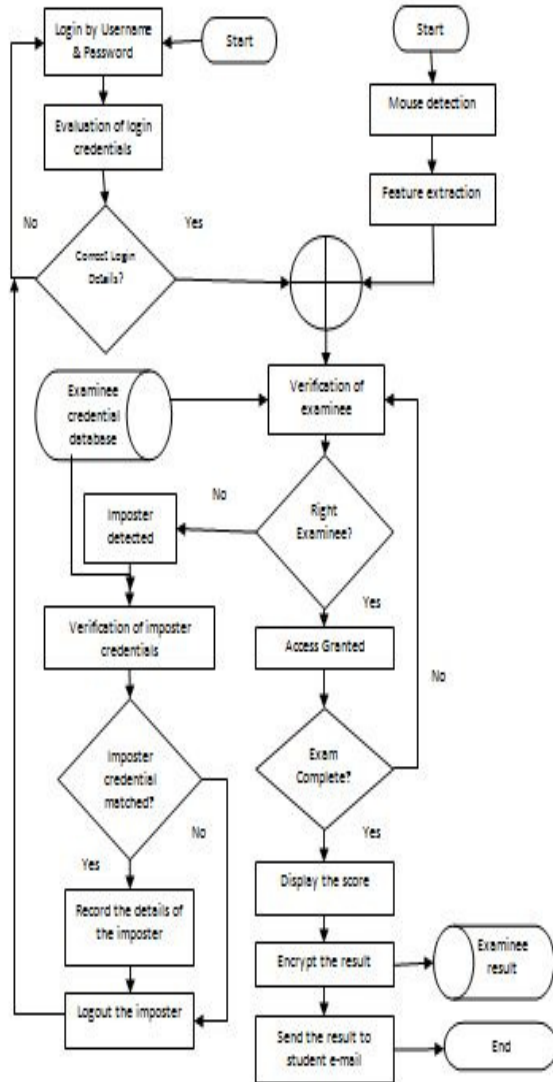 Login by Username
& Password
Start
Start
Evaluation of login
credentials
Mouse detection
Feature extraction
No
Yes
Correct Login
Details?
Examinee
credential
database
Verification of
examinee
No
Imposter
detected
Right
Examinee?
Yes
Verification of imposter
credentials
Access Granted
No
Imposter
credential
matched?
Exam
Complete?
No
Yes
Yes
Record the details of
the imposter
Display the score
Encrypt the result
Examinee
result
Logout the imposter
Send the result to
student e-mail
End